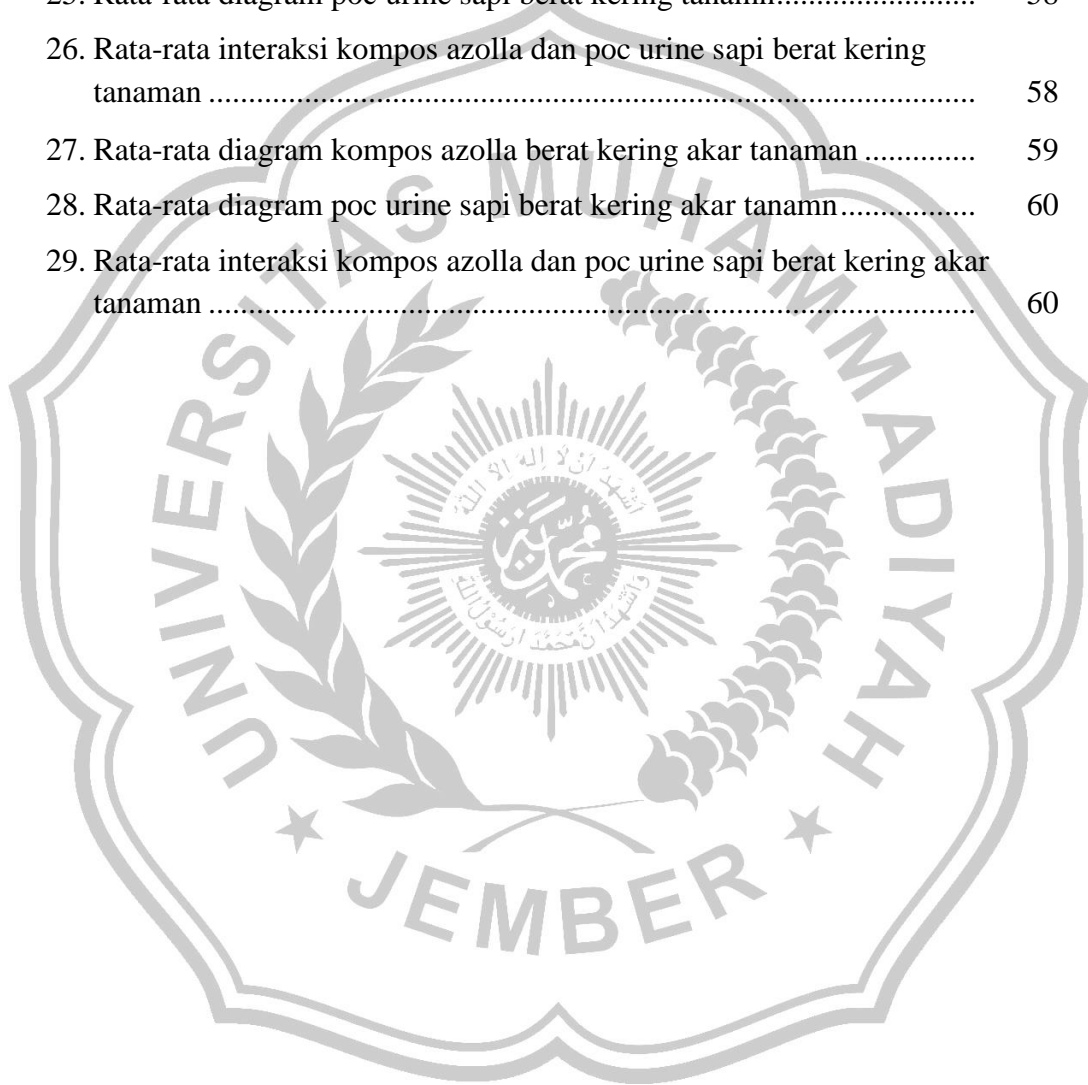 26. Rata-rata interaksi kompos azolla dan poc urine sapi berat kering
tanaman ................................................................................ 58
27. Rata-rata diagram kompos azolla berat kering akar tanaman .............. 59
28. Rata-rata diagram poc urine sapi berat kering akar tanamn................. 60
29. Rata-rata interaksi kompos azolla dan poc urine sapi berat kering akar
tanaman ................................................................................ 60
UNIVERSITAS MUHAMMADIYAH
JEMBER